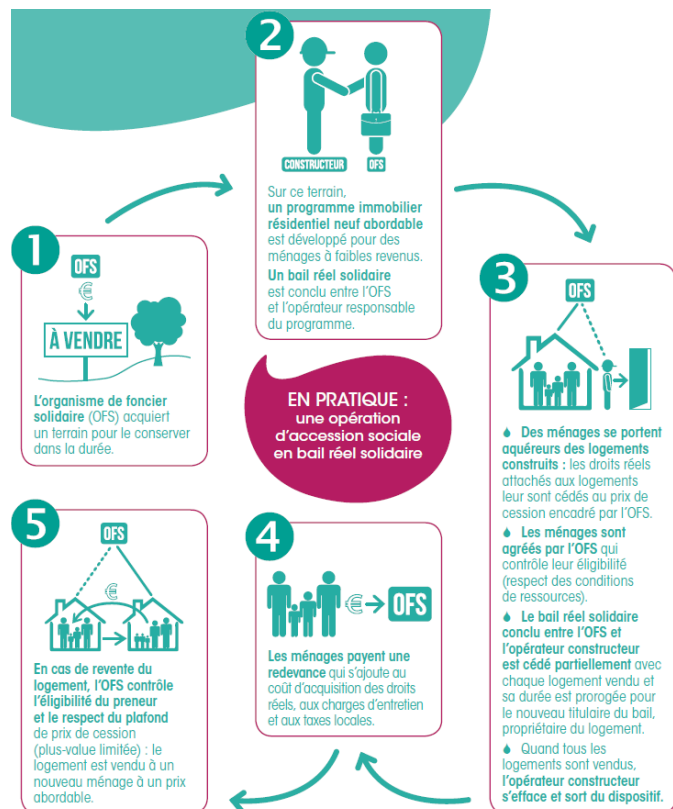 1
OFS
€
À VENDRE
L'organisme de foncier
solidaire (OFS) acquiert
un terrain pour le conserver
dans la durée.
2
CONSTRUCTEUR OFS
Sur ce terrain,
un programme immobilier
résidentiel neuf abordable
est développé pour des
ménages à faibles revenus.
Un bail réel solidaire
est conclu entre l'OFS
et l'opérateur responsable
du programme.
EN PRATIQUE :
une opération
d'accession sociale
en bail réel solidaire
3
OFS
Des ménages se portent
aquéreurs des logements
construits : les droits réels
attachés aux logements
leur sont cédés au prix de
cession encadré par l'OFS.
Les ménages sont
agréés par l'OFS qui
contrôle leur éligibilité
(respect des conditions
de ressources).
Le bail réel solidaire
conclu entre l'OFS et
l'opérateur constructeur
est cédé partiellement avec
chaque logement vendu et
sa durée est prorogée pour
le nouveau titulaire du bail,
propriétaire du logement.
Quand tous les
logements sont vendus,
l'opérateur constructeur
s'efface et sort du dispositif.
4
€ → OFS
Les ménages payent une
redevance qui s'ajoute au
coût d'acquisition des droits
réels, aux charges d'entretien
et aux taxes locales.
5
OFS
€
En cas de revente du
logement, l'OFS contrôle
l'éligibilité du preneur
et le respect du plafond
de prix de cession
(plus-value limitée) : le
logement est vendu à un
nouveau ménage à un prix
abordable.